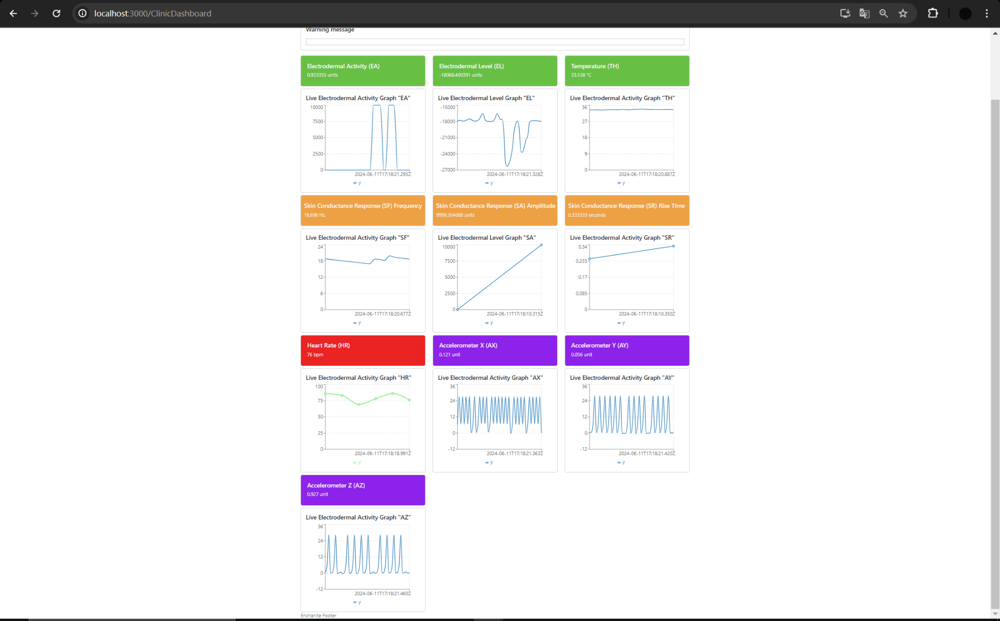 localhost:3000/ClinicDashboard
Warning message
Electrodermal Activity (EA)
0.933355 units
Electrodermal Level (EL)
-18068.400391 units
Temperature (TH)
33.538 °C
Live Electrodermal Activity Graph "EA"
10000
7500
5000
2500
0
2024-06-11T17:18:21.295Z
y
Live Electrodermal Level Graph "EL"
-15000
-18000
-21000
-24000
-27000
2024-06-11T17:18:21.328Z
y
Live Electrodermal Activity Graph "TH"
36
27
18
9
0
2024-06-11T17:18:20.887Z
y
Skin Conductance Response (SF) Frequency
18.696 Hz
Skin Conductance Response (SA) Amplitude
9999.304688 units
Skin Conductance Response (SR) Rise Time
0.333333 seconds
Live Electrodermal Activity Graph "SF"
24
18
12
6
0
2024-06-11T17:18:20.677Z
y
Live Electrodermal Level Graph "SA"
10000
7500
5000
2500
0
2024-06-11T17:18:10.315Z
y
Live Electrodermal Activity Graph "SR"
0.34
0.255
0.17
0.085
0
2024-06-11T17:18:10.350Z
y
Heart Rate (HR)
76 bpm
Accelerometer X (AX)
0.121 unit
Accelerometer Y (AY)
0.056 unit
Live Electrodermal Activity Graph "HR"
100
75
50
25
0
2024-06-11T17:18:18.991Z
y
Live Electrodermal Activity Graph "AX"
36
24
12
0
-12
2024-06-11T17:18:21.363Z
y
Live Electrodermal Activity Graph "AY"
36
24
12
0
-12
2024-06-11T17:18:21.420Z
y
Accelerometer Z (AZ)
0.927 unit
Live Electrodermal Activity Graph "AZ"
36
24
12
0
-12
2024-06-11T17:18:21.460Z
y
Enchanite Footer